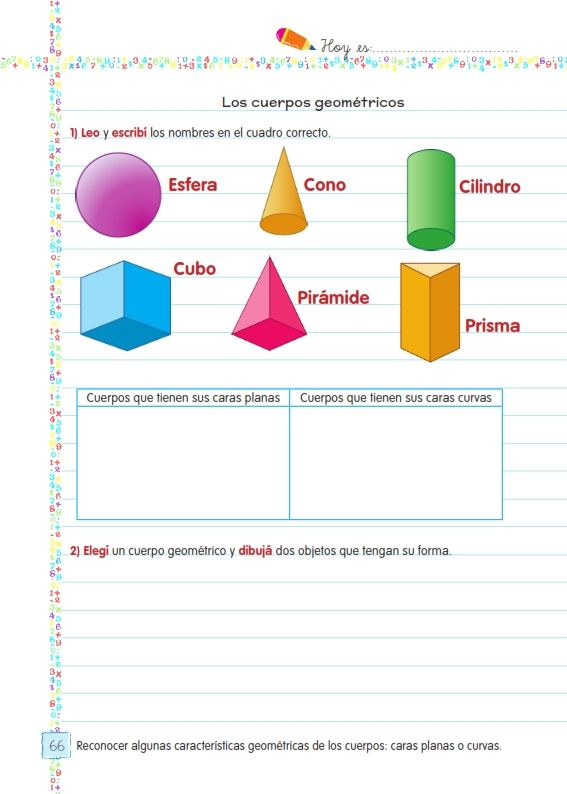 Hoy es:......................................
Los cuerpos geométricos
1) Leo y escribí los nombres en el cuadro correcto.
Esfera
Cono
Cilindro
Cubo
Pirámide
Prisma
Cuerpos que tienen sus caras planas
Cuerpos que tienen sus caras curvas
2) Elegí un cuerpo geométrico y dibujá dos objetos que tengan su forma.
66
Reconocer algunas características geométricas de los cuerpos: caras planas o curvas.